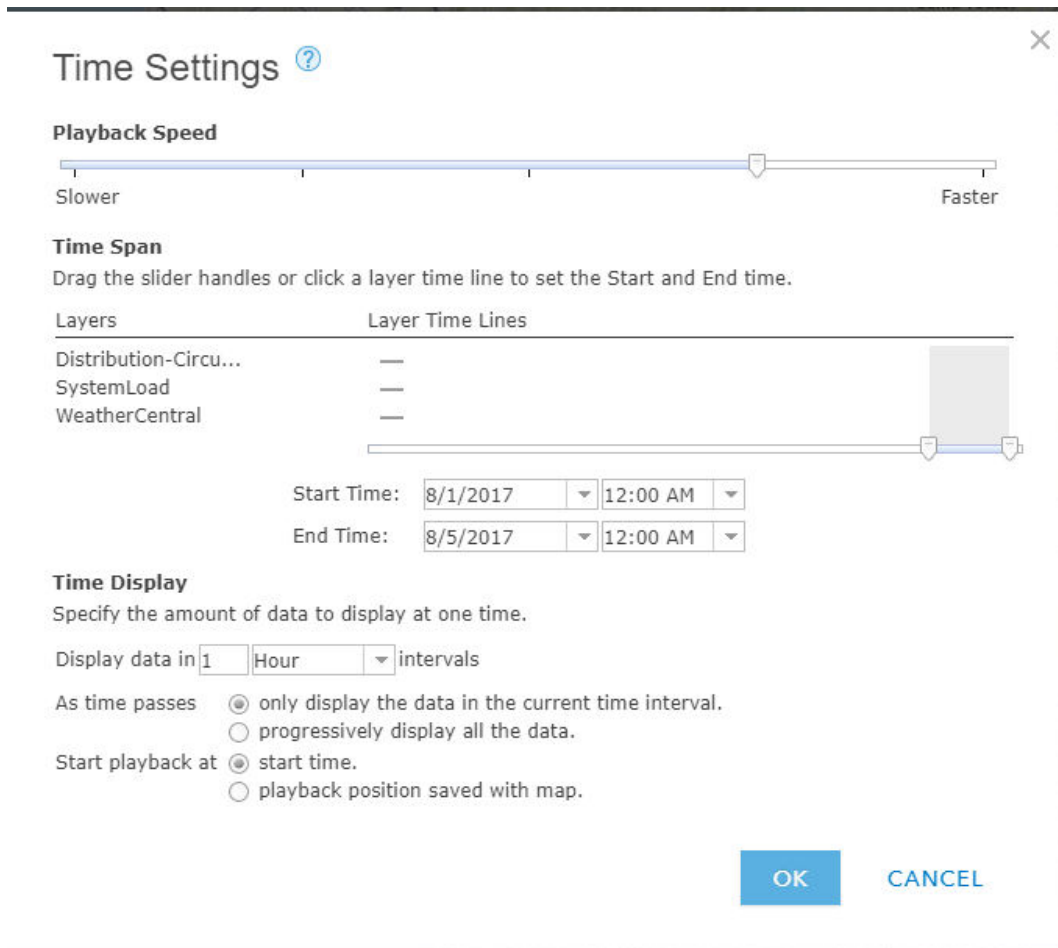 Time Settings ?
Playback Speed
Slower Faster
Time Span
Drag the slider handles or click a layer time line to set the Start and End time.
Layers Layer Time Lines
Distribution-Circu...
SystemLoad
WeatherCentral
Start Time: 8/1/2017 12:00 AM
End Time: 8/5/2017 12:00 AM
Time Display
Specify the amount of data to display at one time.
Display data in 1 Hour intervals
As time passes only display the data in the current time interval.
progressively display all the data.
Start playback at start time.
playback position saved with map.
OK CANCEL